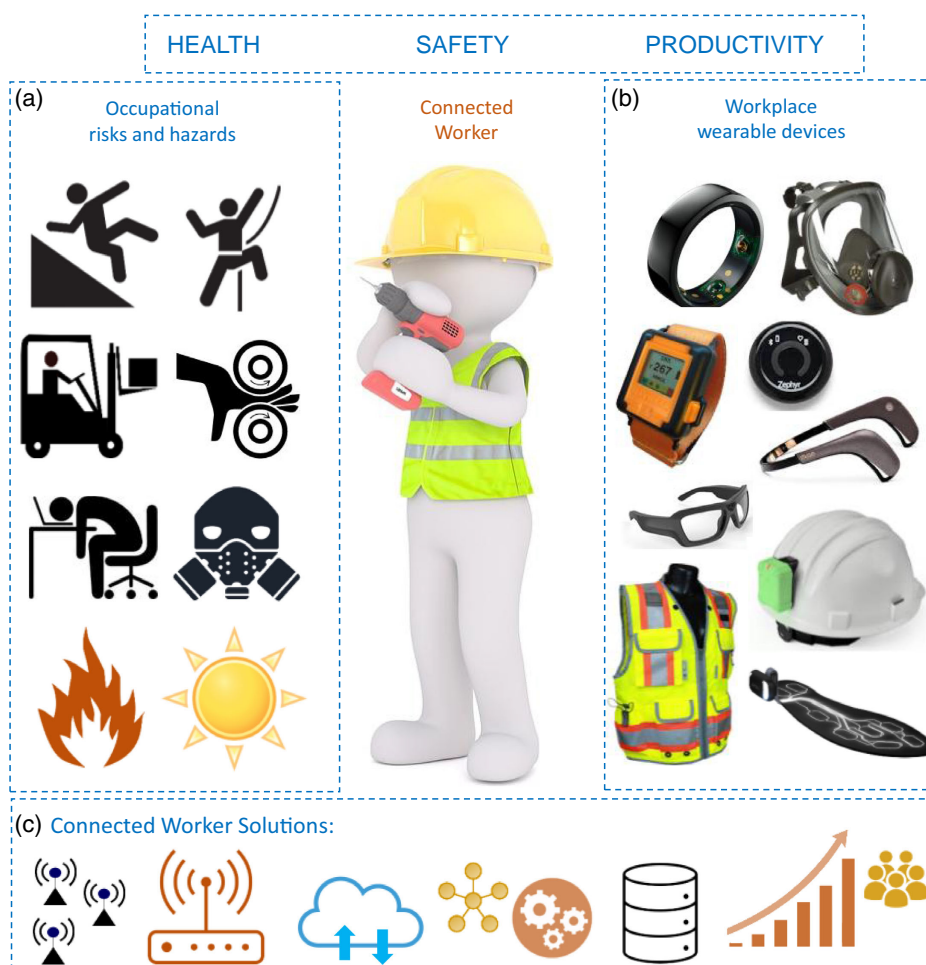 HEALTH SAFETY PRODUCTIVITY
(a)
Occupational
risks and hazards
Connected
Worker
(b)
Workplace
wearable devices
267
Zephyr
(c) Connected Worker Solutions: